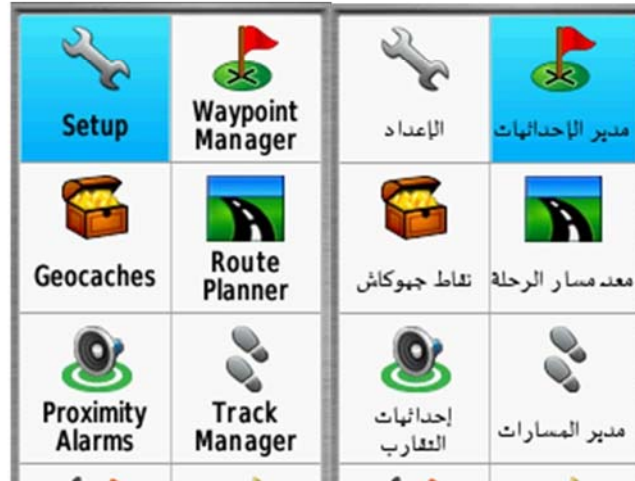 Setup
Waypoint
Manager
Geocaches
Route
Planner
Proximity
Alarms
Track
Manager
الإعداد
مدير الإحداثيات
نقاط جيوكاش
معد مسار الرحلة
إحداثيات
التقارب
مدير المسارات